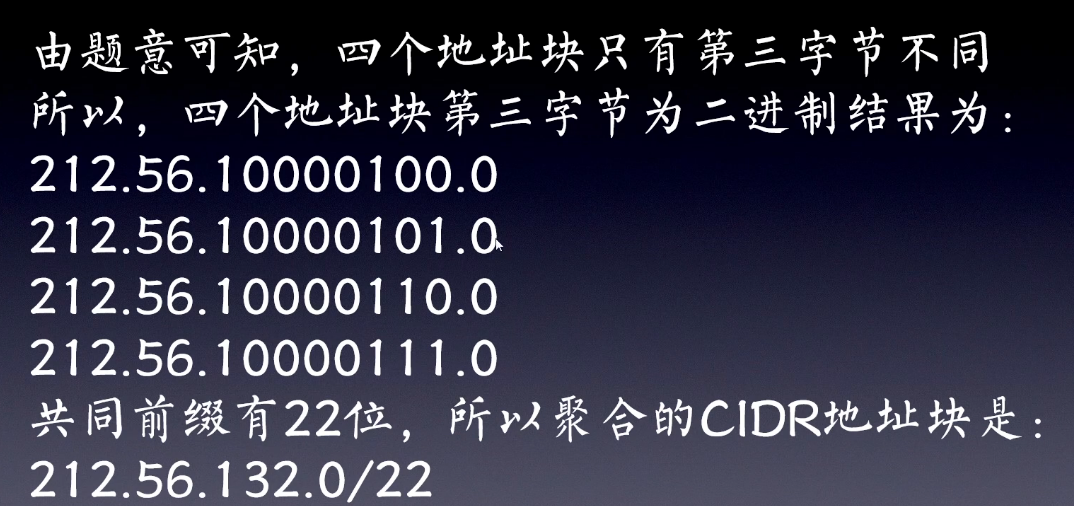 由题意可知，四个地址块只有第三字节不同
所以，四个地址块第三字节为二进制结果为：
212.56.10000100.0
212.56.10000101.0
212.56.10000110.0
212.56.10000111.0
共同前缀有22位，所以聚合的CIDR地址块是：
212.56.132.0/22